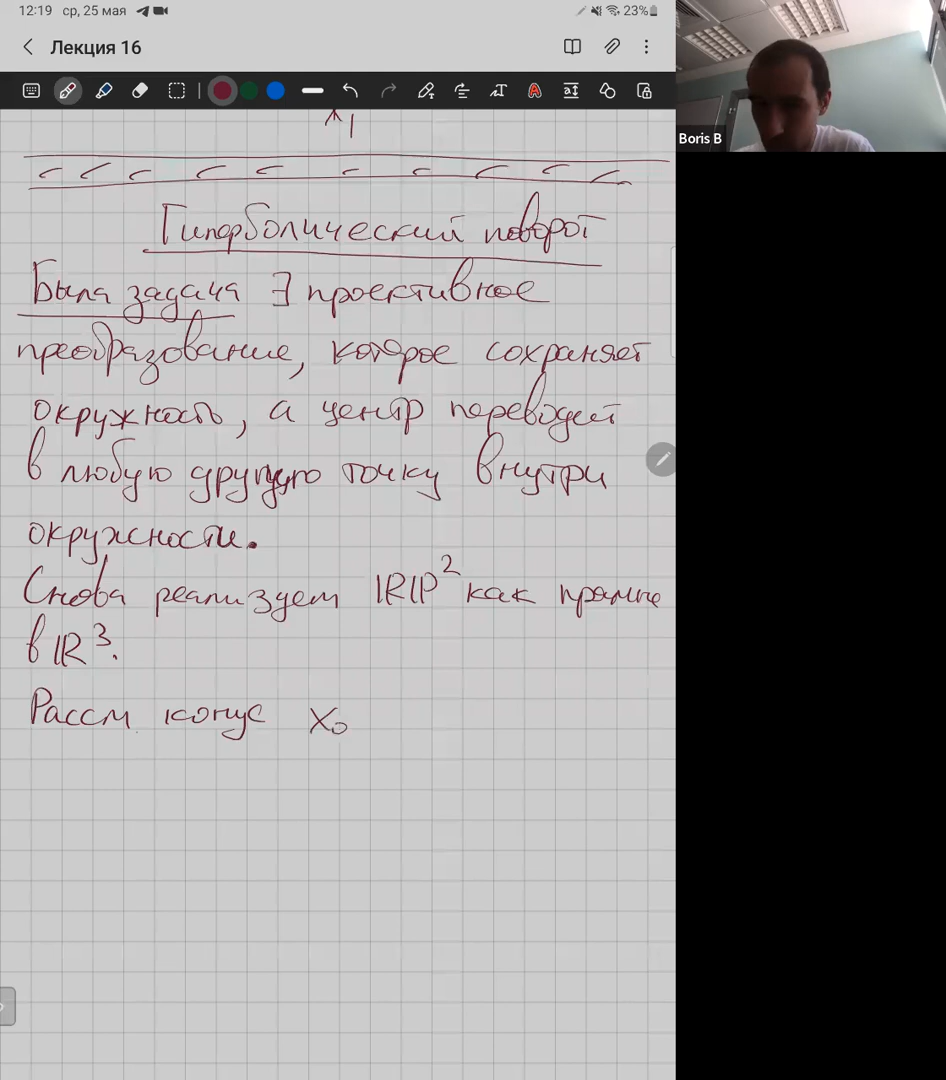 12:19 ср, 25 мая
23%
Лекция 16
Boris B
Гиперболический поворот
Была задача ∃ проективное
преобразование, которое сохраняет
окружность, а центр переводит
в любую другую точку внутри
окружности.
Снова реализуем ℝP² как прямые
в ℝ³.
Рассм. конус x₀